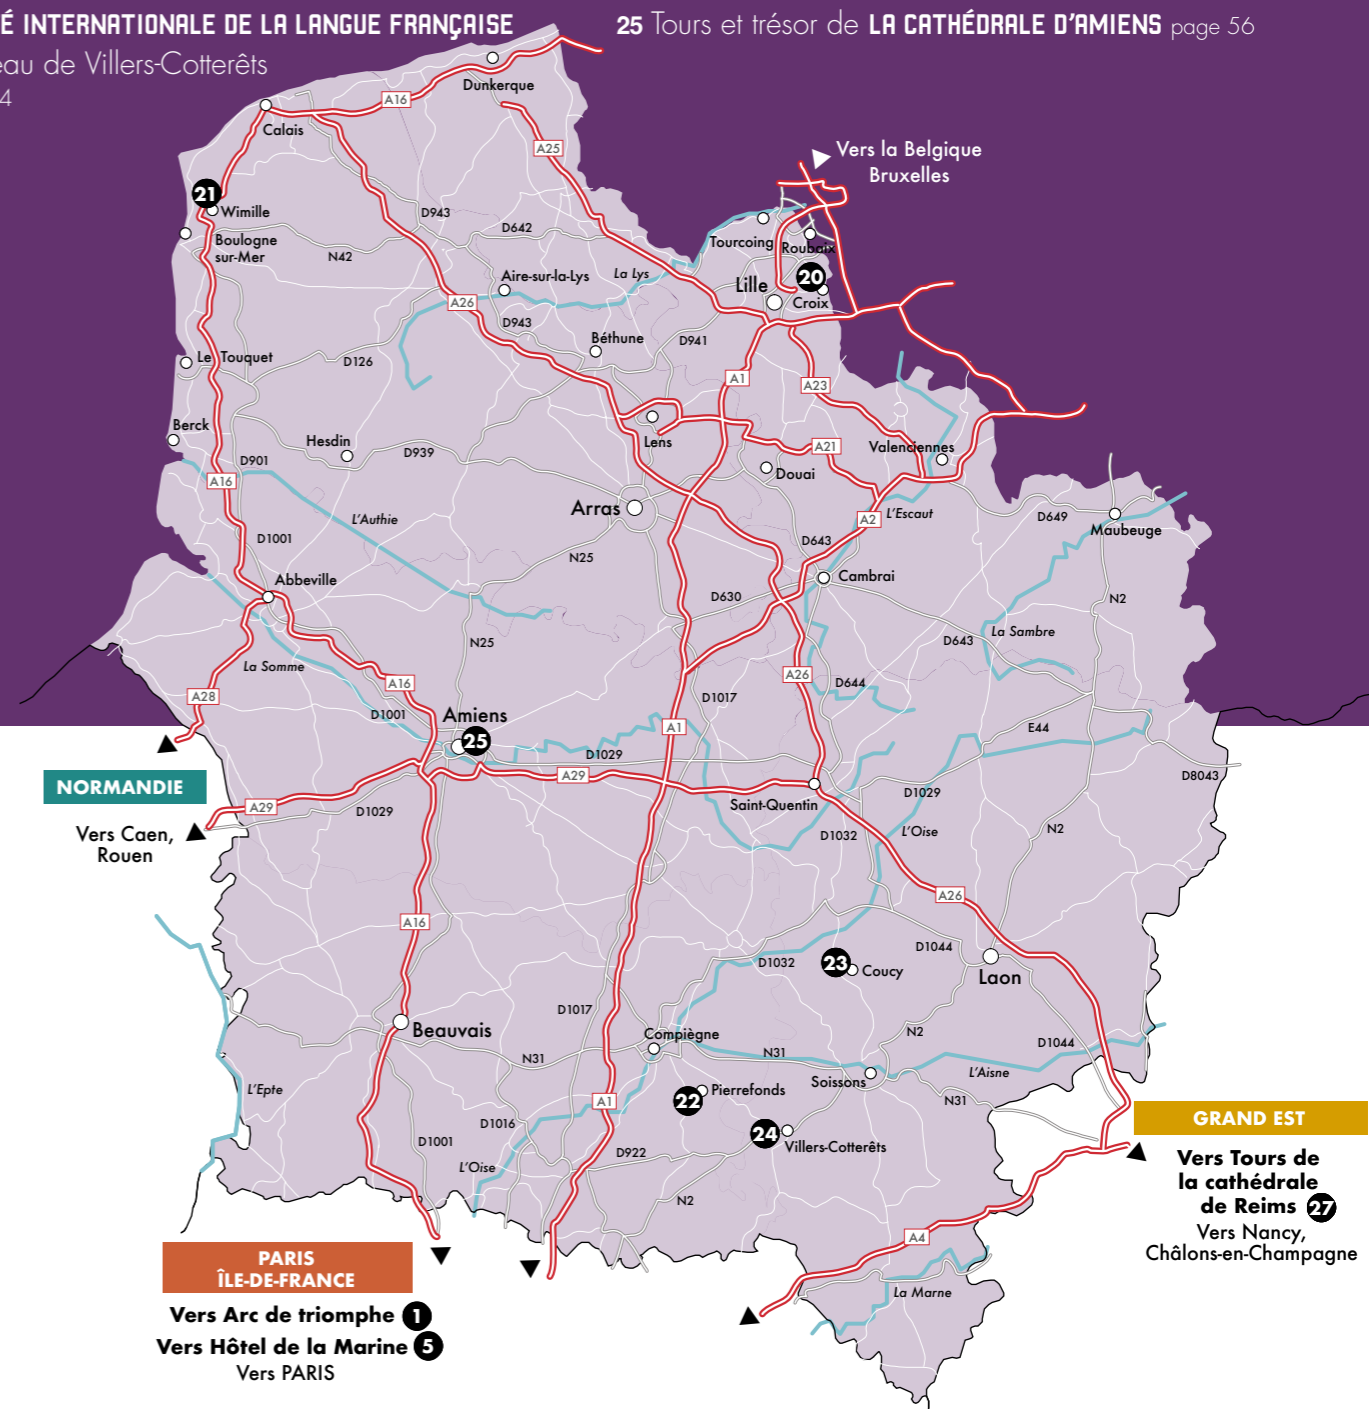 É INTERNATIONALE DE LA LANGUE FRANÇAISE
eau de Villers-Cotterêts
4
25 Tours et trésor de LA CATHÉDRALE D'AMIENS page 56
Dunkerque
A16
Calais
A25
Vers la Belgique
Bruxelles
21
Wimille
D943
D642
Boulogne
sur-Mer
N42
Tourcoing
Roubaix
Aire-sur-la-Lys
La Lys
Lille
20
Croix
A26
D943
Béthune
D941
Le Touquet
D126
A1
A23
Berck
Hesdin
D939
Lens
A21
Valenciennes
D901
A16
Douai
Arras
L'Authie
A2
L'Escaut
D649
Maubeuge
D1001
N25
D643
Abbeville
Cambrai
D630
N2
La Sambre
N25
D643
La Somme
A16
A26
D644
A28
D1017
D1001
Amiens
25
A1
E44
D1029
NORMANDIE
A29
D8043
A29
D1029
Saint-Quentin
D1029
Vers Caen,
Rouen
D1032
L'Oise
N2
A26
A16
D1044
D1032
23
Coucy
Laon
D1017
Beauvais
Compiègne
N2
D1044
N31
N31
L'Aisne
Soissons
L'Epte
22
Pierrefonds
A1
N31
D1016
24
Villers-Cotterêts
D1001
D922
L'Oise
N2
GRAND EST
Vers Tours de
la cathédrale
de Reims 27
Vers Nancy,
Châlons-en-Champagne
A4
La Marne
PARIS
ÎLE-DE-FRANCE
Vers Arc de triomphe 1
Vers Hôtel de la Marine 5
Vers PARIS